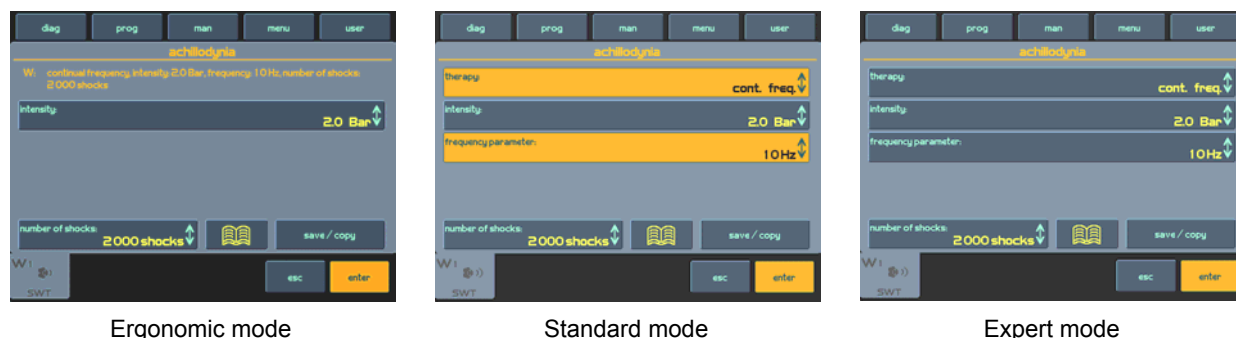 diag prog man menu user
achillodynia
W: continual frequency, intensity 2.0 Bar, frequency 10 Hz, number of shocks:
2 000 shocks
intensity:
2.0 Bar
number of shocks:
2 000 shocks
save / copy
W1
SWT
esc enter
Ergonomic mode
diag prog man menu user
achillodynia
therapy:
cont. freq.
intensity:
2.0 Bar
frequency parameter:
10 Hz
number of shocks:
2 000 shocks
save / copy
W1
SWT
esc enter
Standard mode
diag prog man menu user
achillodynia
therapy:
cont. freq.
intensity:
2.0 Bar
frequency parameter:
10 Hz
number of shocks:
2 000 shocks
save / copy
W1
SWT
esc enter
Expert mode